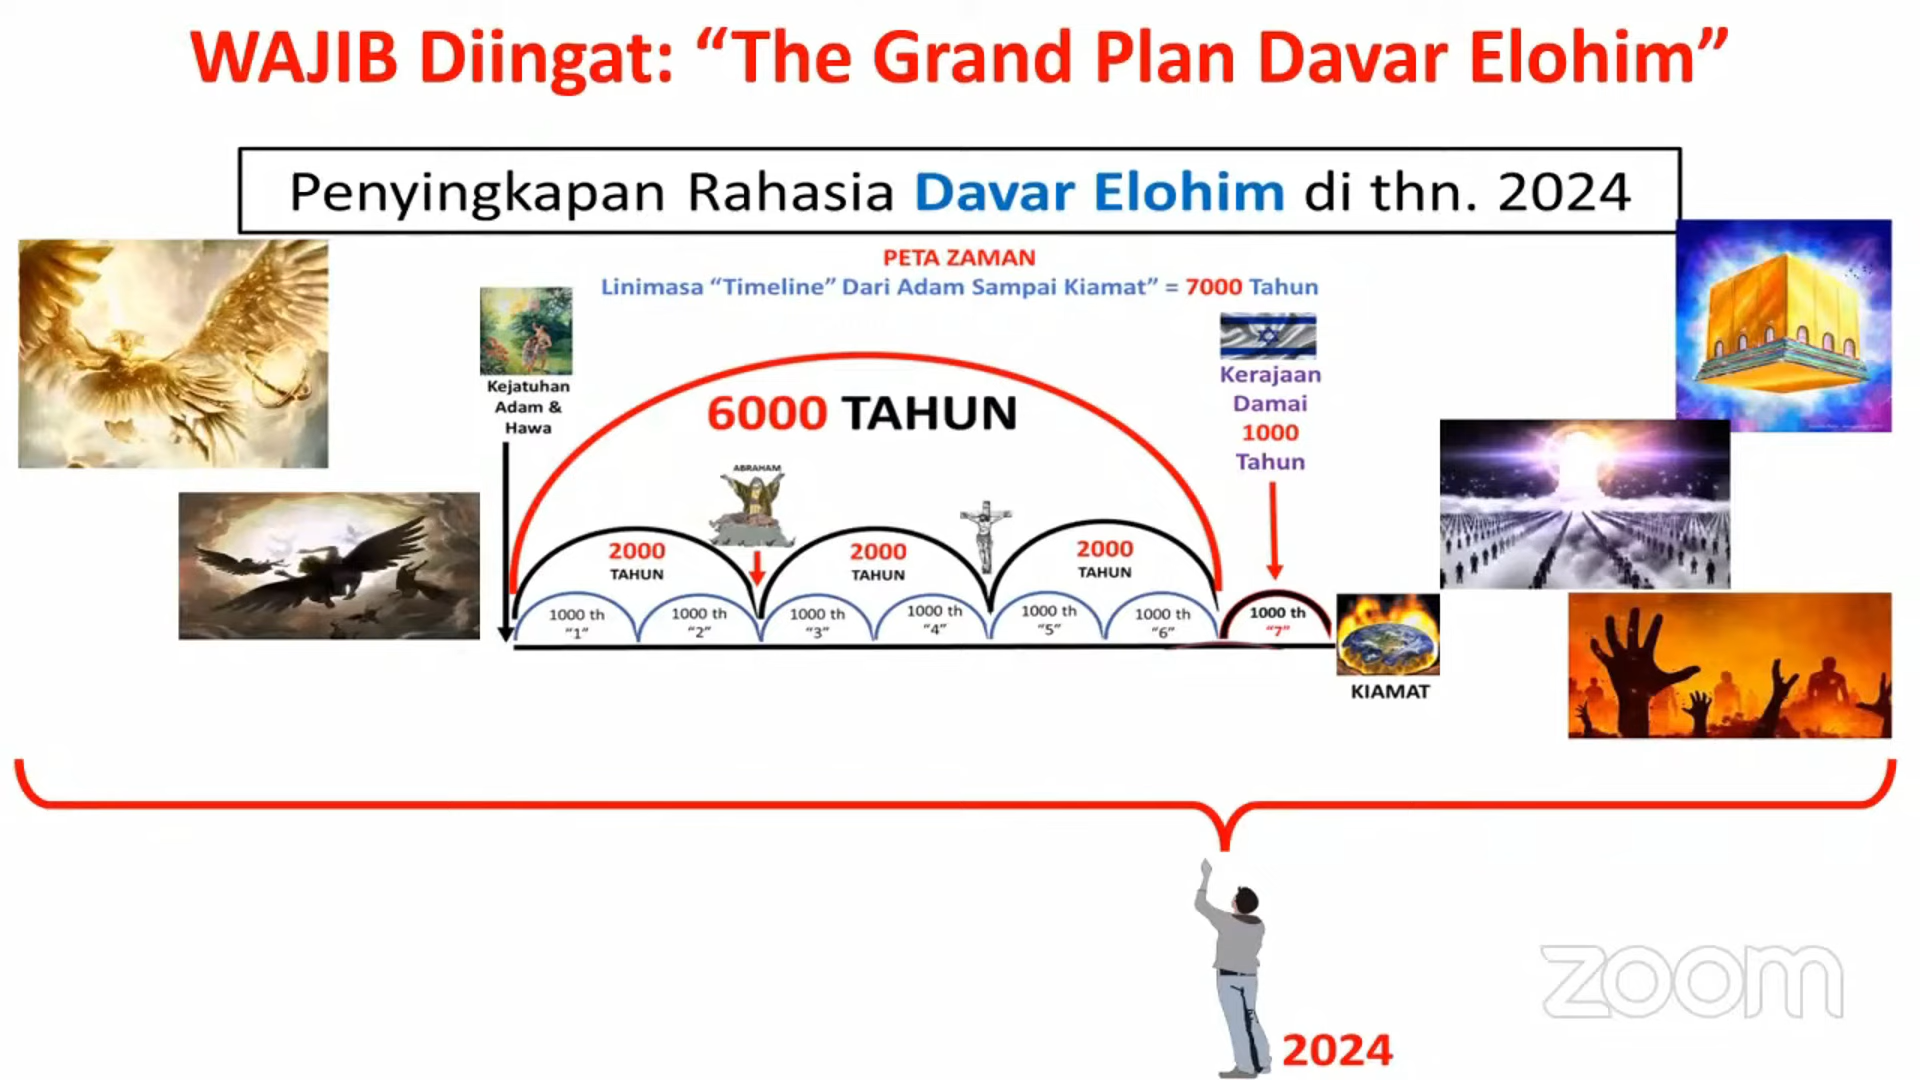 WAJIB Diingat: “The Grand Plan Davar Elohim”
Penyingkapan Rahasia Davar Elohim di thn. 2024
PETA ZAMAN
Linimasa “Timeline” Dari Adam Sampai Kiamat” = 7000 Tahun
Kejatuhan
Adam &
Hawa
6000 TAHUN
Kerajaan
Damai
1000
Tahun
ABRAHAM
2000
TAHUN
2000
TAHUN
2000
TAHUN
1000 th
“1”
1000 th
“2”
1000 th
“3”
1000 th
“4”
1000 th
“5”
1000 th
“6”
1000 th
“7”
KIAMAT
2024
zoom